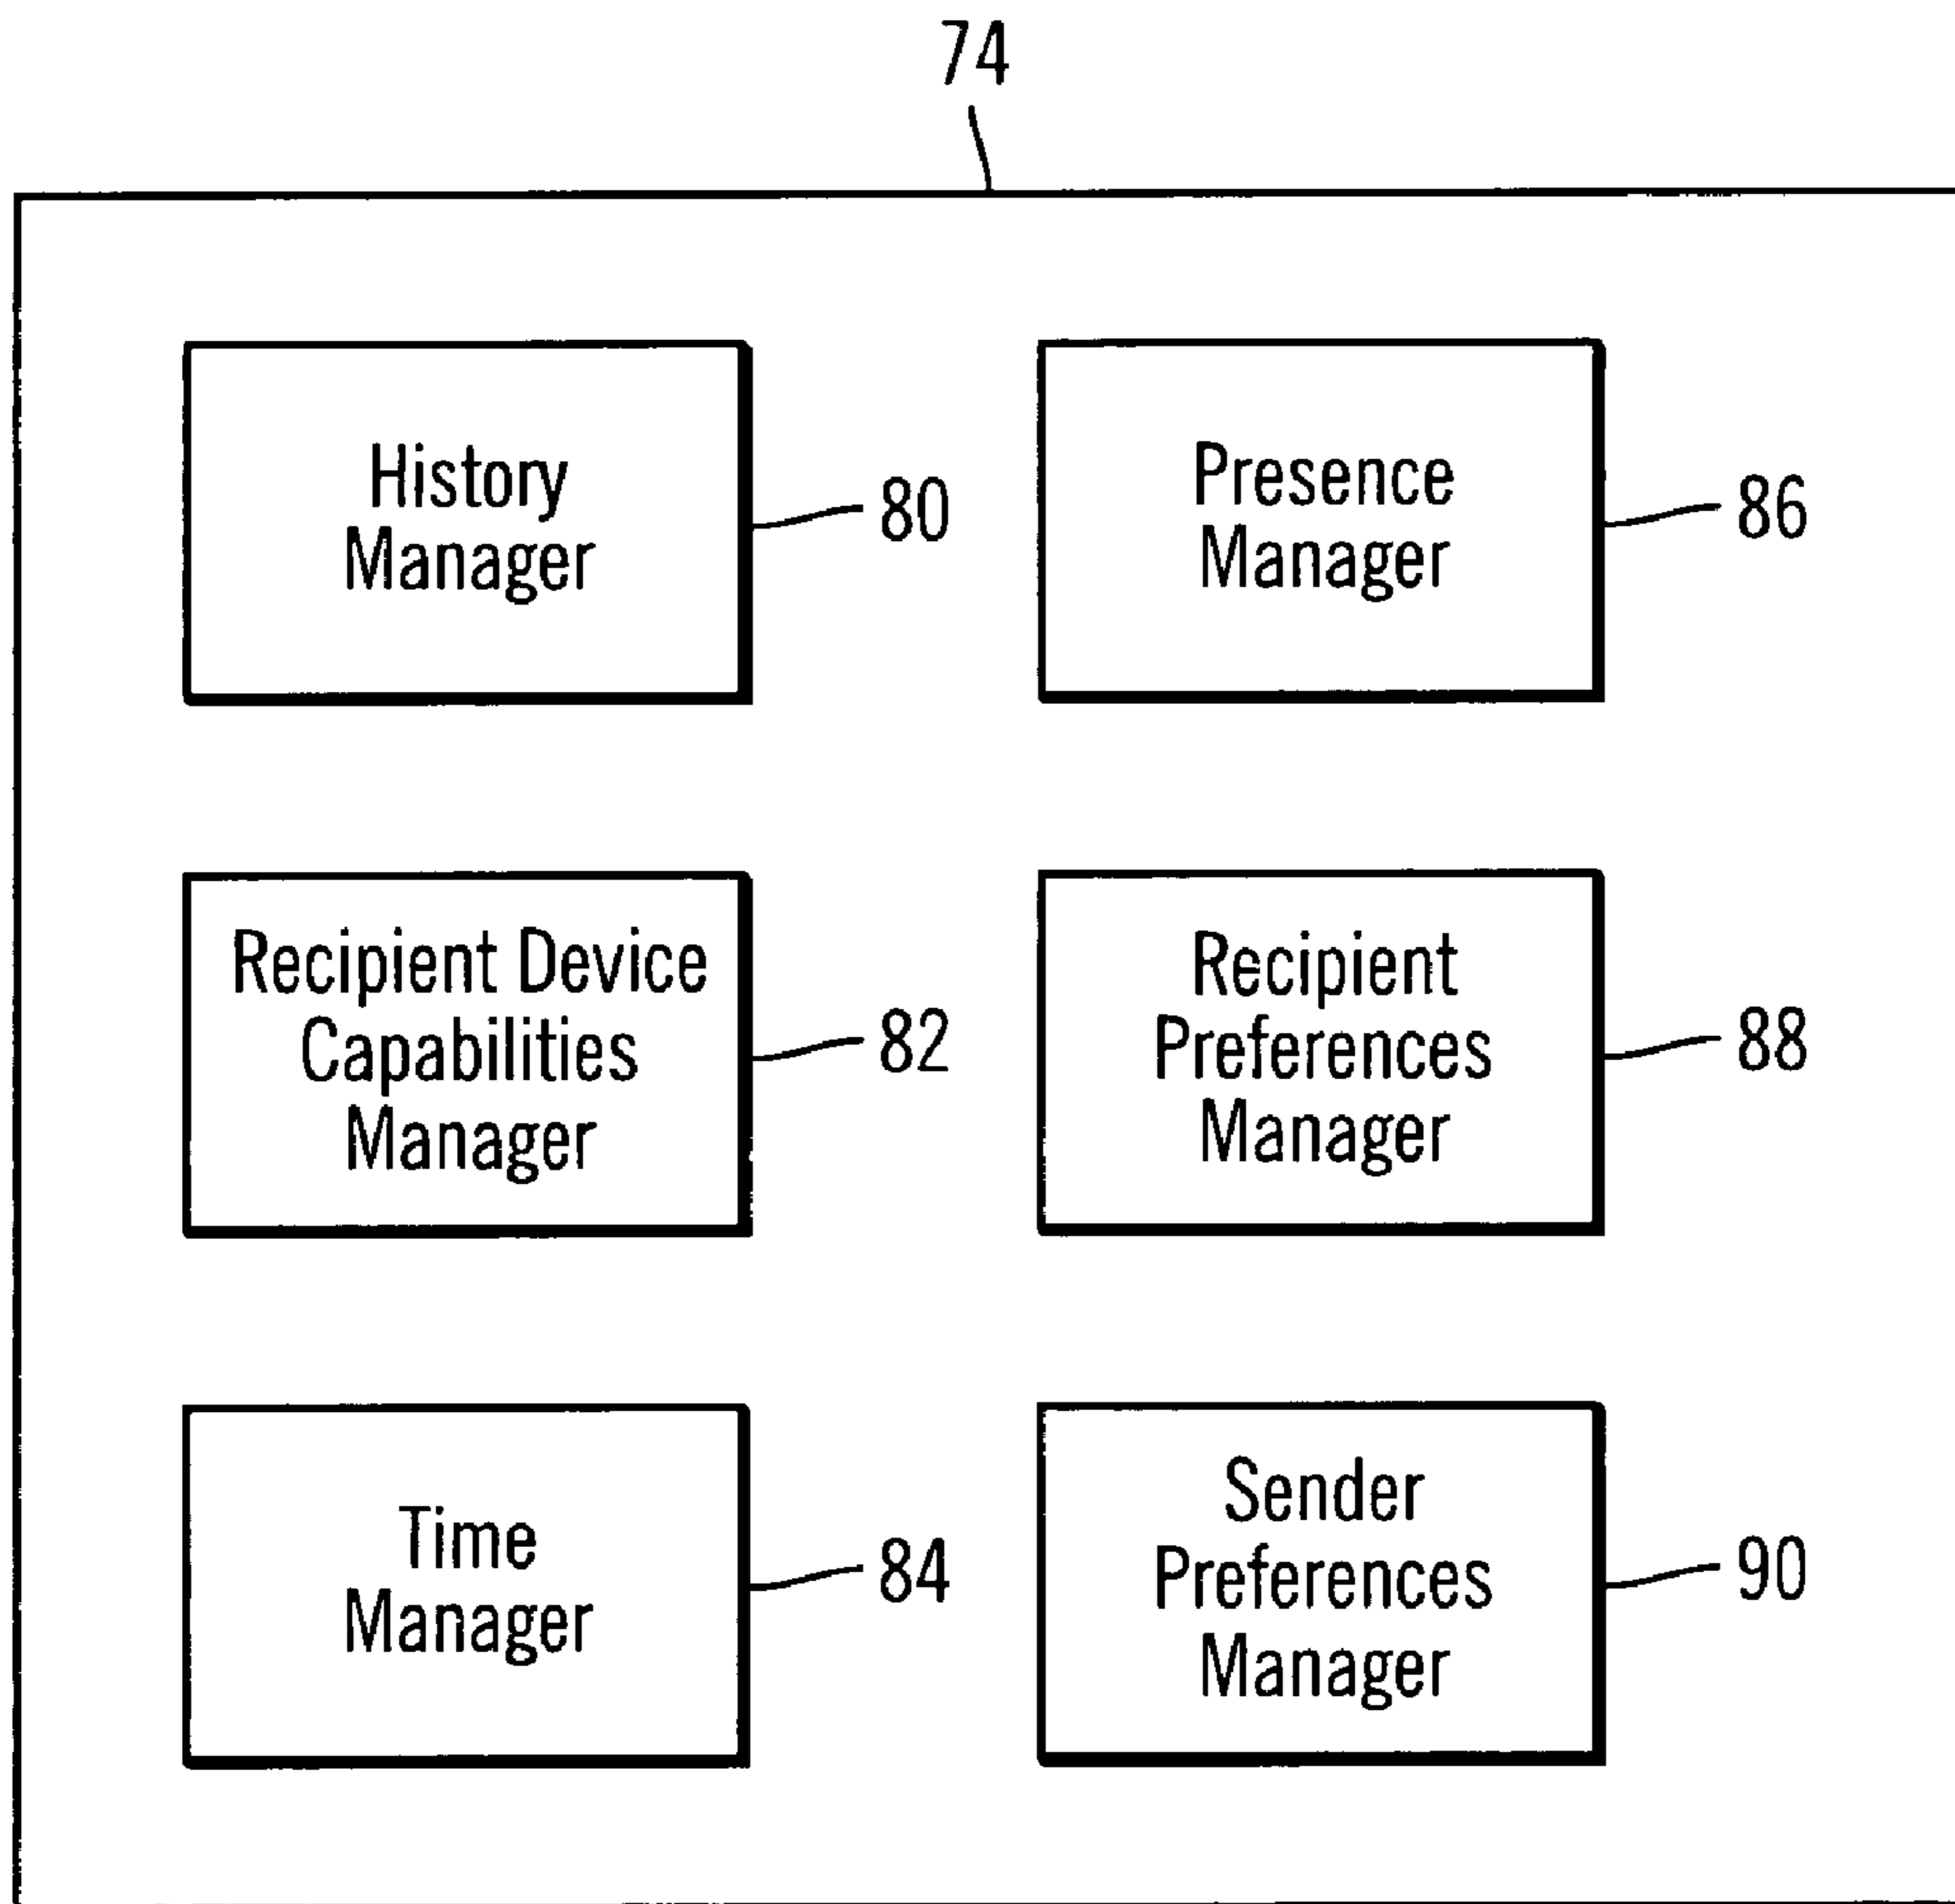 74
History
Manager
80
Presence
Manager
86
Recipient Device
Capabilities
Manager
82
Recipient
Preferences
Manager
88
Time
Manager
84
Sender
Preferences
Manager
90